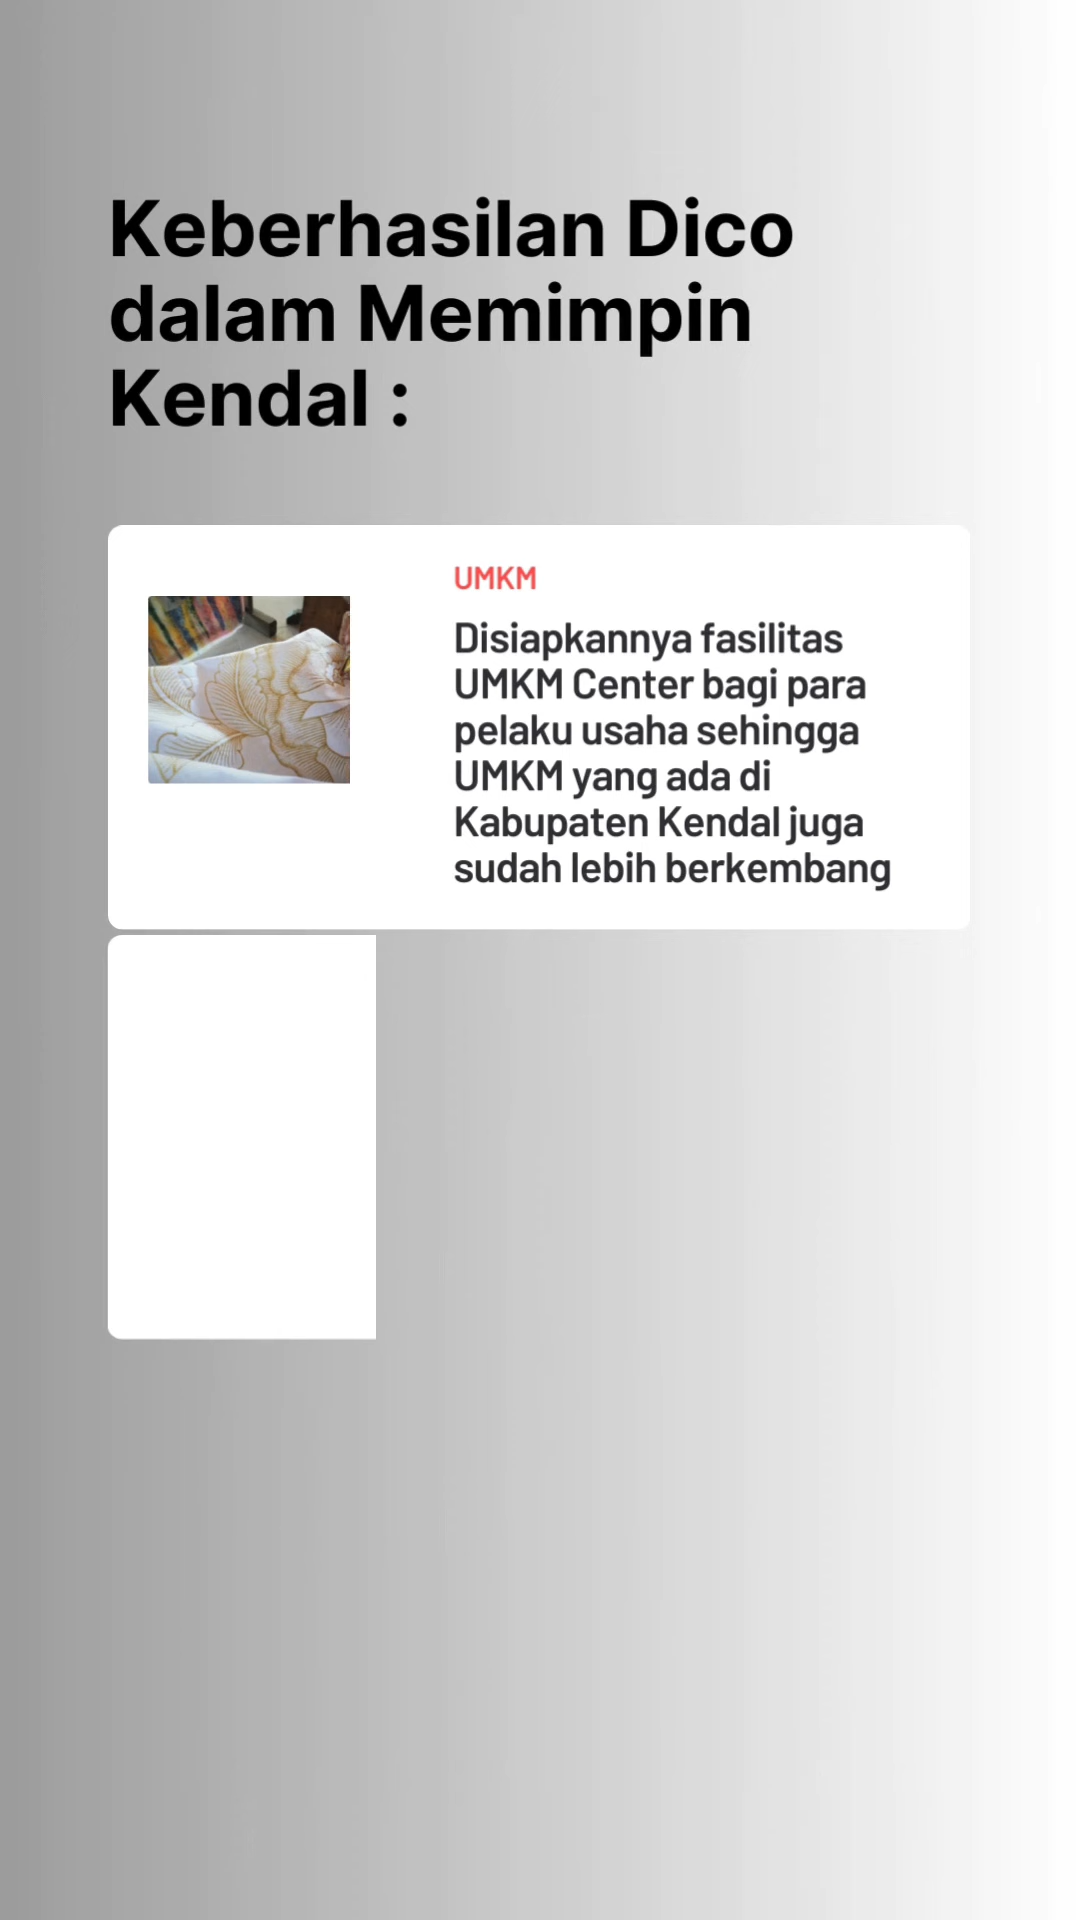 Keberhasilan Dico
dalam Memimpin
Kendal :
UMKM
Disiapkannya fasilitas
UMKM Center bagi para
pelaku usaha sehingga
UMKM yang ada di
Kabupaten Kendal juga
sudah lebih berkembang